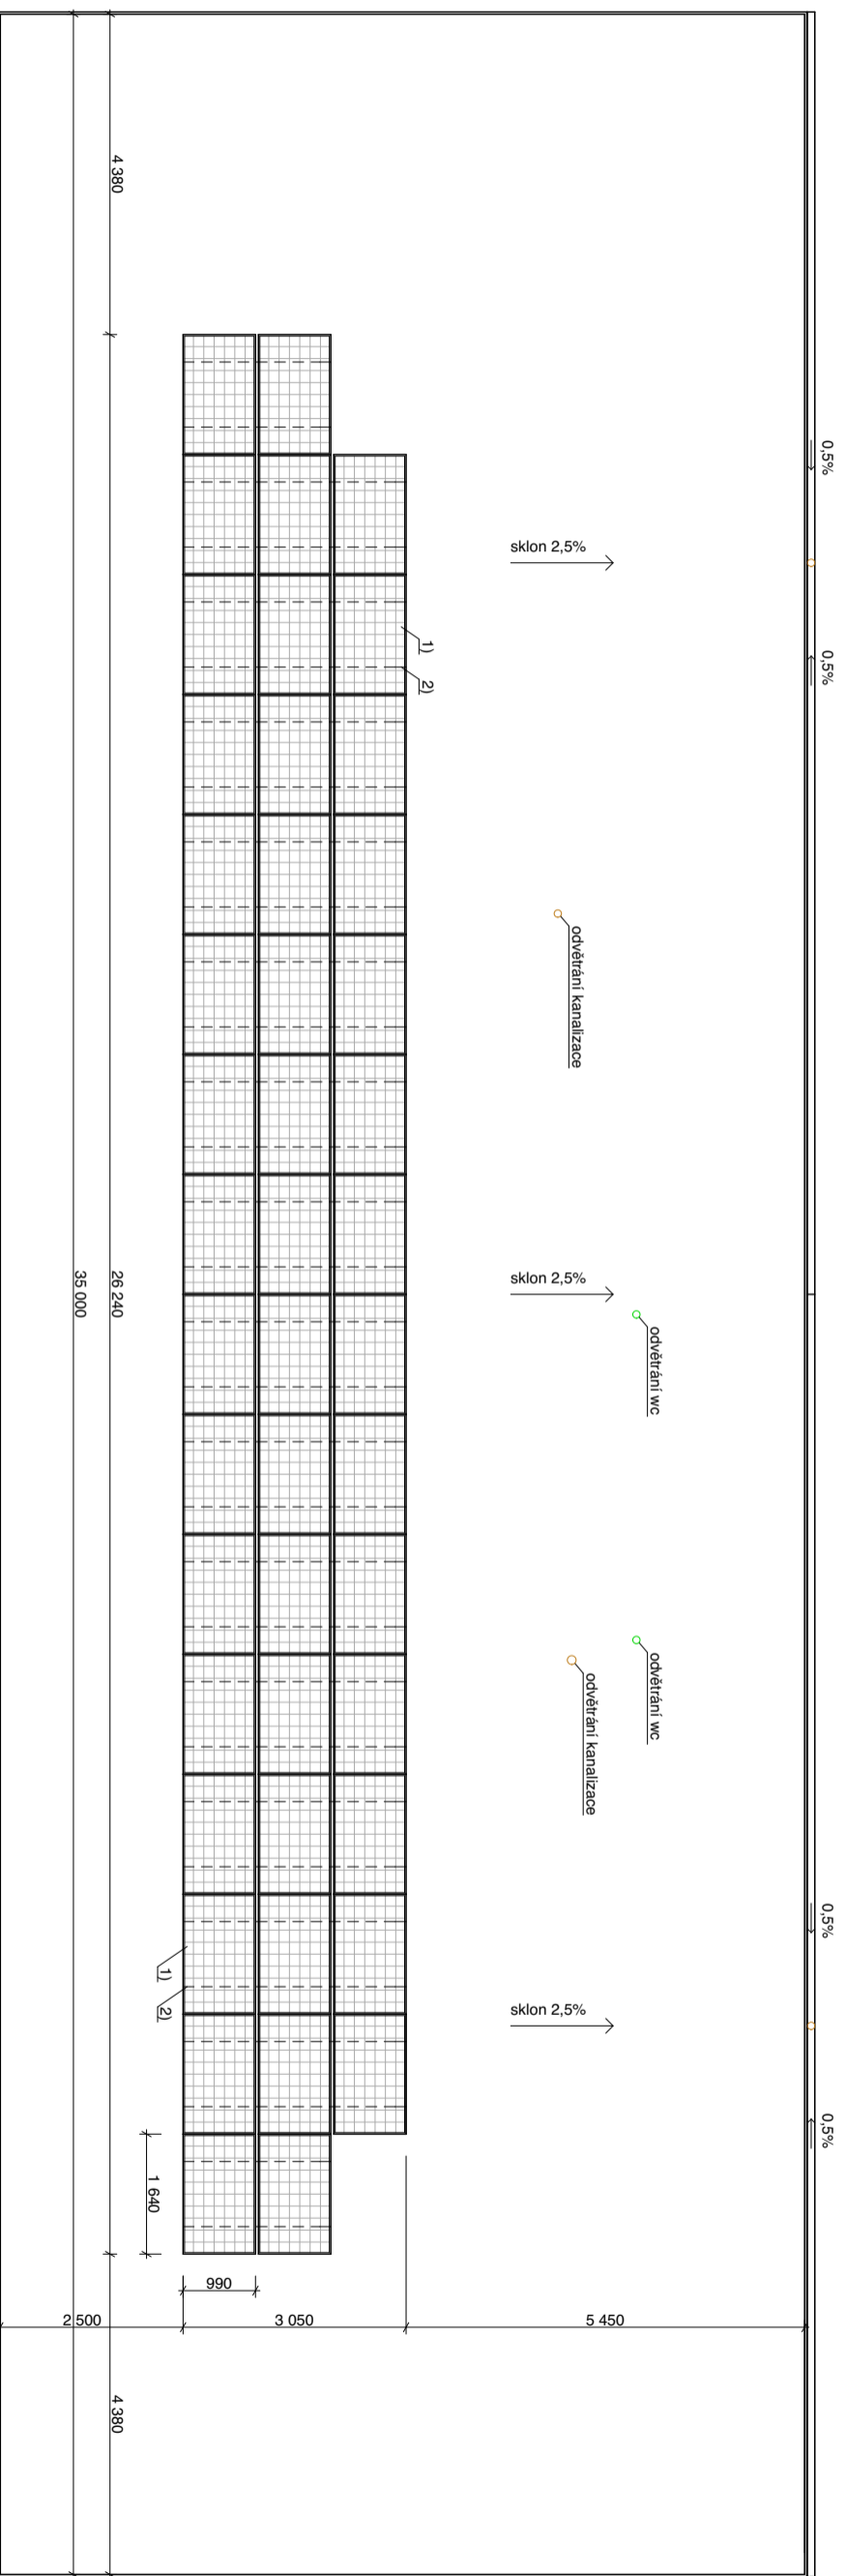 4 380
0,5%
sklon 2,5%
1)
2)
0,5%
odvětrání kanalizace
35 000
26 240
sklon 2,5%
odvětrání wc
odvětrání wc
odvětrání kanalizace
0,5%
1)
2)
sklon 2,5%
0,5%
1 640
990
2 500
3 050
5 450
4 380